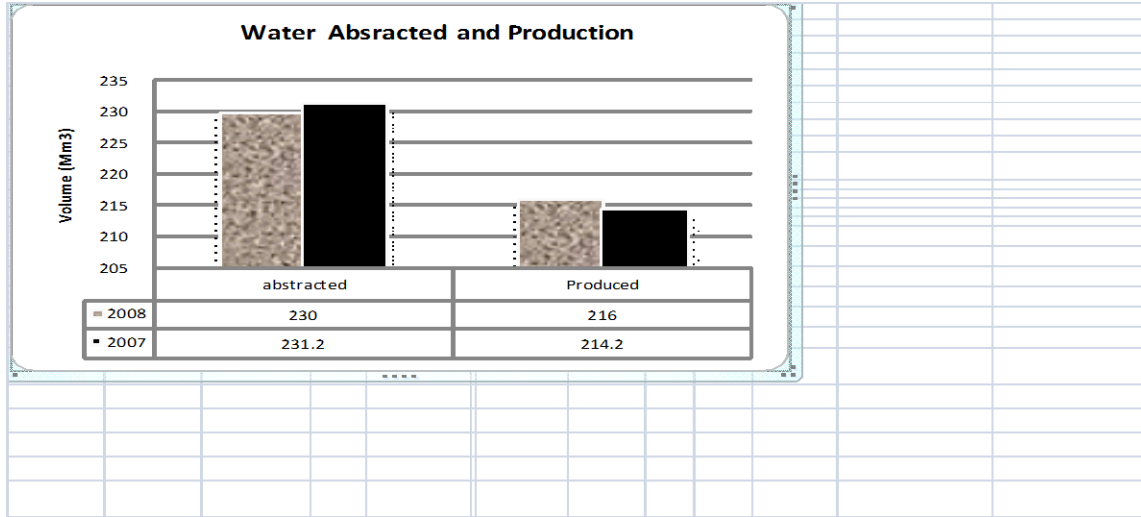 Water Absracted and Production
Volume (Mm3)
235
230
225
220
215
210
205
abstracted Produced
2008 230 216
2007 231.2 214.2